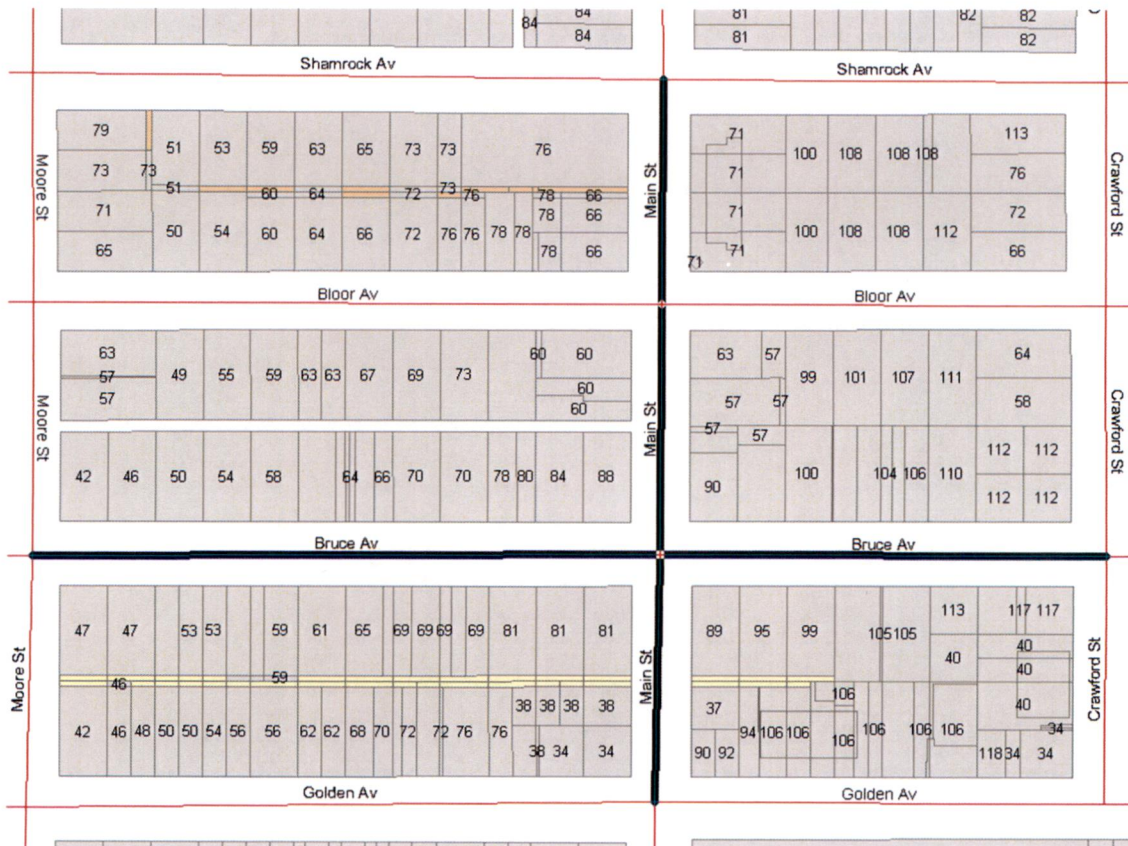 84 84 81 82 82
84 81 82
Shamrock Av Shamrock Av
79 51 53 59 63 65 73 73 76 71 100 108 108 108 113
73 73 71 76
51 60 64 72 73 76 78 66
71 50 54 60 64 66 72 76 76 78 78 78 66 71 100 108 108 112 72
65 78 66 71 71 66
Moore St Main St Crawford St
Bloor Av Bloor Av
63 49 55 59 63 63 67 69 73 60 60 63 57 99 101 107 111 64
57 60 57 57 58
57 60
Moore St Main St Crawford St
57 57 112 112
42 46 50 54 58 64 66 70 70 78 80 84 88 90 100 104 106 110 112 112
Bruce Av Bruce Av
47 47 53 53 59 61 65 69 69 69 69 81 81 81 89 95 99 105 105 113 117 117
40 40
46 59 40
Moore St Main St Crawford St
38 38 38 38 37 106 40
42 46 48 50 50 54 56 56 62 62 68 70 72 72 76 76 94 106 106 106 106 106 106 34
38 34 34 90 92 118 34 34
Golden Av Golden Av